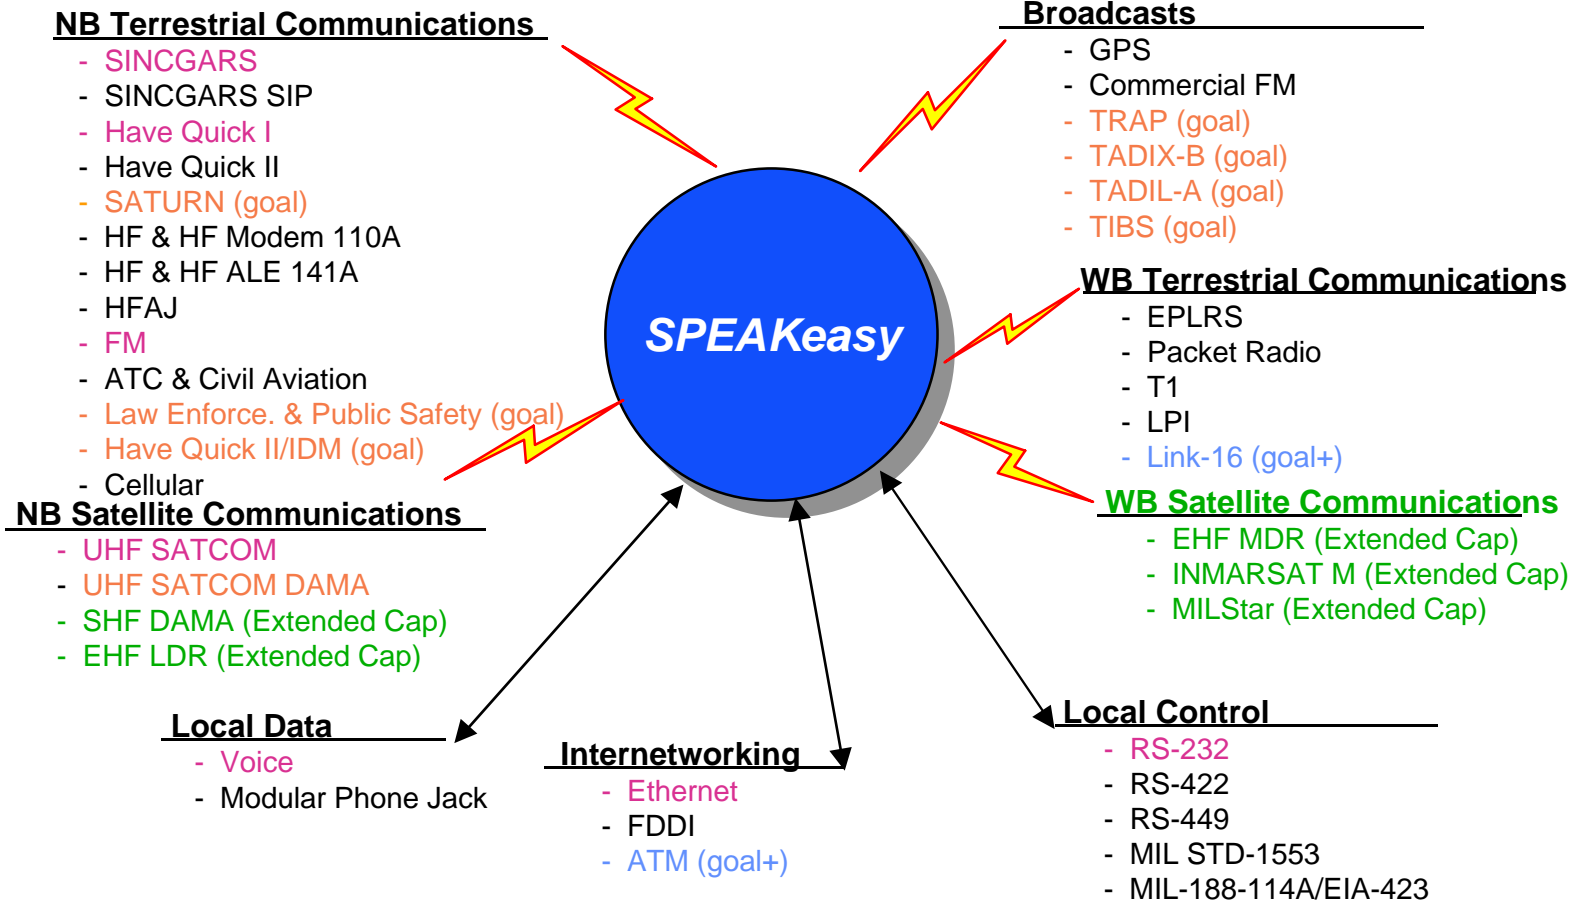 NB Terrestrial Communications
- SINCGARS
- SINCGARS SIP
- Have Quick I
- Have Quick II
- SATURN (goal)
- HF & HF Modem 110A
- HF & HF ALE 141A
- HFAJ
- FM
- ATC & Civil Aviation
- Law Enforce. & Public Safety (goal)
- Have Quick II/IDM (goal)
- Cellular
NB Satellite Communications
- UHF SATCOM
- UHF SATCOM DAMA
- SHF DAMA (Extended Cap)
- EHF LDR (Extended Cap)
SPEAKeasy
Broadcasts
- GPS
- Commercial FM
- TRAP (goal)
- TADIX-B (goal)
- TADIL-A (goal)
- TIBS (goal)
WB Terrestrial Communications
- EPLRS
- Packet Radio
- T1
- LPI
- Link-16 (goal+)
WB Satellite Communications
- EHF MDR (Extended Cap)
- INMARSAT M (Extended Cap)
- MILStar (Extended Cap)
Local Data
- Voice
- Modular Phone Jack
Internetworking
- Ethernet
- FDDI
- ATM (goal+)
Local Control
- RS-232
- RS-422
- RS-449
- MIL STD-1553
- MIL-188-114A/EIA-423